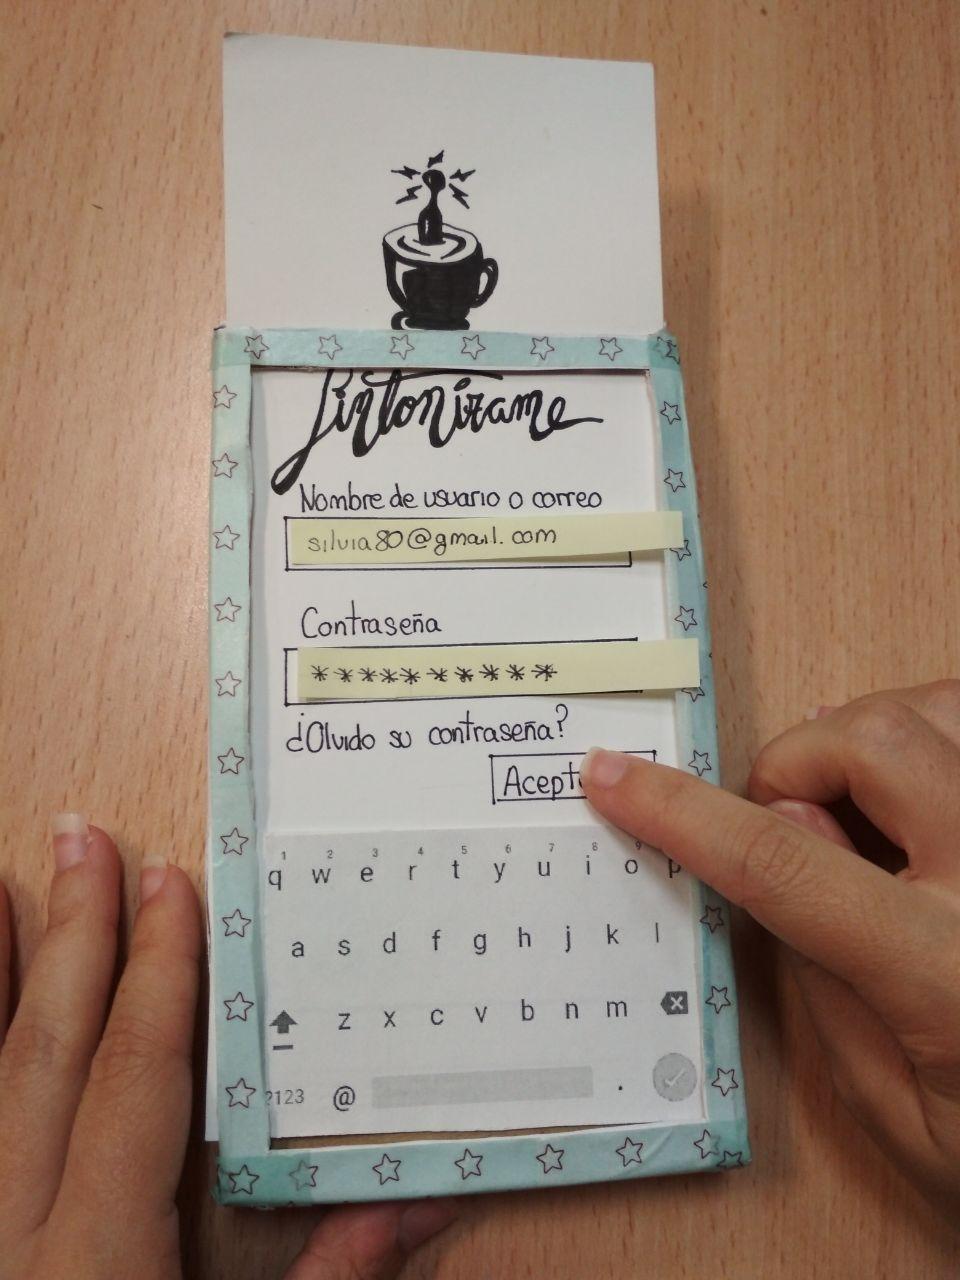 Sintonizame
Nombre de usuario o correo
silvia80@gmail.com
Contraseña
**********
¿Olvido su contraseña?
Acept
1 2 3 4 5 6 7 8 9
q w e r t y u i o p
a s d f g h j k l
z x c v b n m
?123 @ .